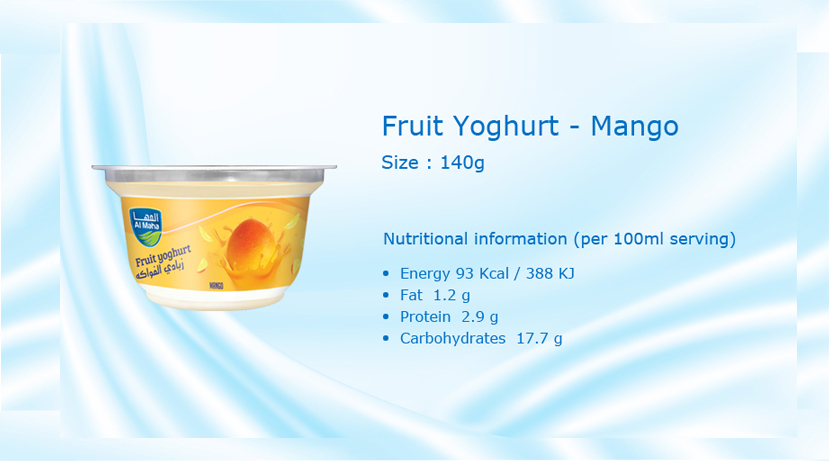 Fruit Yoghurt - Mango
Size : 140g
المها
Al Maha
Fruit yoghurt
زبادي الفواكه
MANGO
Nutritional information (per 100ml serving)
• Energy 93 Kcal / 388 KJ
• Fat 1.2 g
• Protein 2.9 g
• Carbohydrates 17.7 g